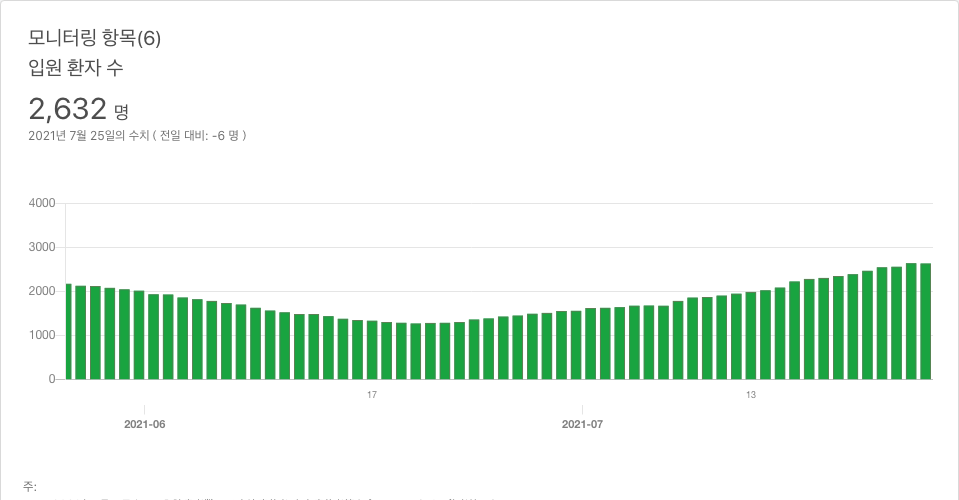 모니터링 항목(6)
입원 환자 수
2,632 명
2021년 7월 25일의 수치 ( 전일 대비: -6 명 )
4000
3000
2000
1000
0
17
13
2021-06
2021-07
주: